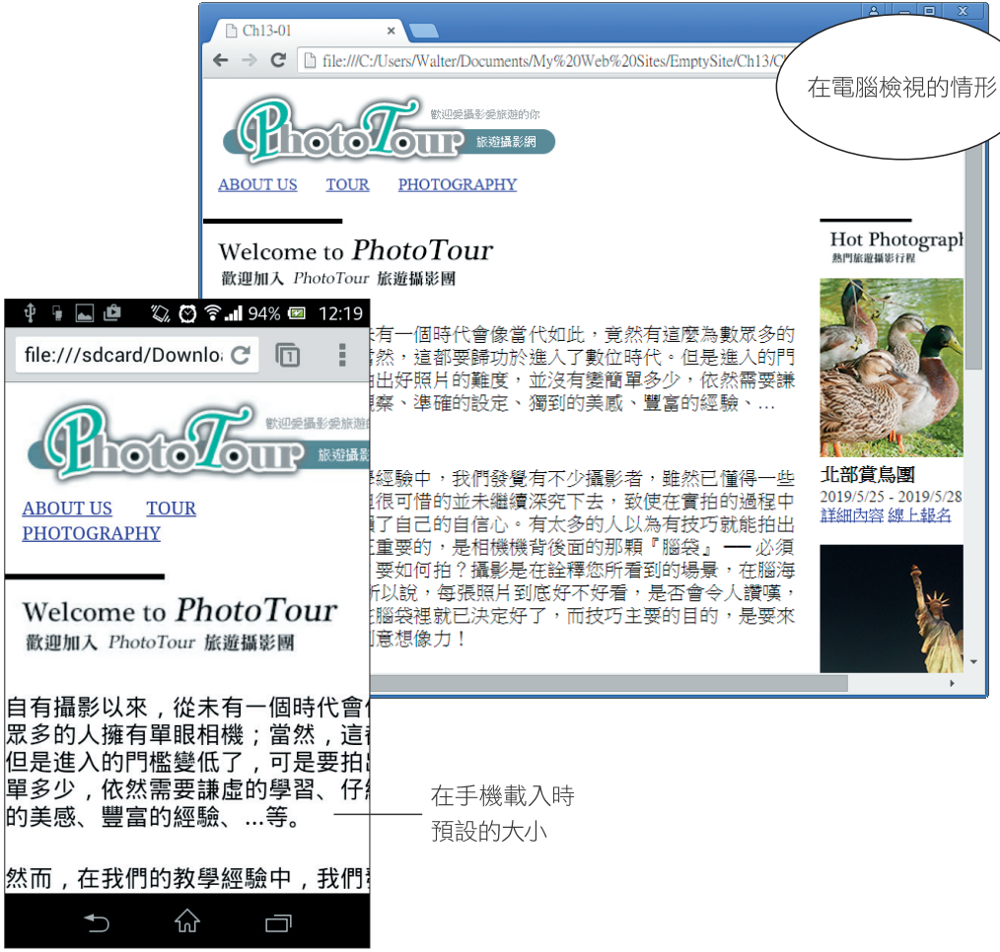 Ch13-01
file:///C:/Users/Walter/Documents/My%20Web%20Sites/EmptySite/Ch13/C
在電腦檢視的情形
PhotoTour
歡迎愛攝影愛旅遊的你
旅遊攝影網
ABOUT US TOUR PHOTOGRAPHY
Welcome to PhotoTour
歡迎加入 PhotoTour 旅遊攝影團
未有一個時代會像當代如此,竟然有這麼為數眾多的
當然,這都要歸功於進入了數位時代。但是進入的門
拍出好照片的難度,並沒有變簡單多少,依然需要謙
觀察、準確的設定、獨到的美感、豐富的經驗、...
經驗中,我們發覺有不少攝影者,雖然已懂得一些
很可惜的並未繼續深究下去,致使在實拍的過程中
了自己的自信心。有太多的人以為有技巧就能拍出
重要的,是相機機背後面的那顆『腦袋』 ── 必須
要如何拍?攝影是在詮釋您所看到的場景,在腦海
所以說,每張照片到底好不好看,是否會令人讚嘆,
在腦袋裡就已決定好了,而技巧主要的目的,是要來
意想像力!
Hot Photograph
熱門旅遊攝影行程
北部賞鳥團
2019/5/25 - 2019/5/28
詳細內容 線上報名
94% 12:19
file:///sdcard/Downloa
1
PhotoTour
歡迎愛攝影愛旅遊的
旅遊攝影
ABOUT US TOUR
PHOTOGRAPHY
Welcome to PhotoTour
歡迎加入 PhotoTour 旅遊攝影團
自有攝影以來,從未有一個時代會像
眾多的人擁有單眼相機;當然,這都
但是進入的門檻變低了,可是要拍出
單多少,依然需要謙虛的學習、仔細
的美感、豐富的經驗、...等。
然而,在我們的教學經驗中,我們發
在手機載入時
預設的大小